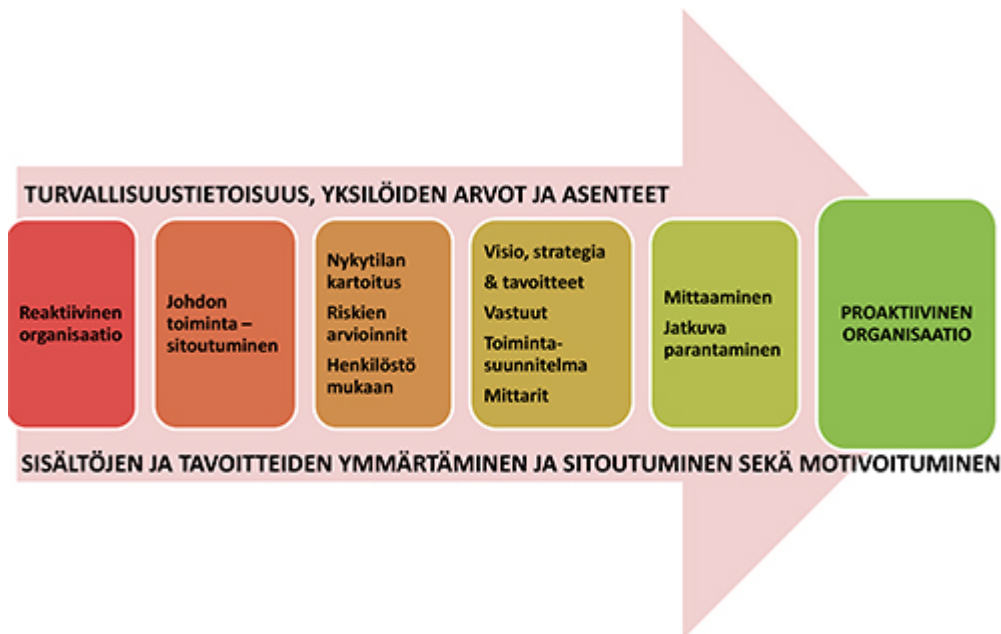 TURVALLISUUSTIETOISUUS, YKSILÖIDEN ARVOT JA ASENTEET
Reaktiivinen
organisaatio
Johdon
toiminta –
sitoutuminen
Nykytilan
kartoitus
Riskien
arvioinnit
Henkilöstö
mukaan
Visio, strategia
& tavoitteet
Vastuut
Toiminta-
suunnitelma
Mittarit
Mittaaminen
Jatkuva
parantaminen
PROAKTIIVINEN
ORGANISAATIO
SISÄLTÖJEN JA TAVOITTEIDEN YMMÄRTÄMINEN JA SITOUTUMINEN SEKÄ MOTIVOITUMINEN